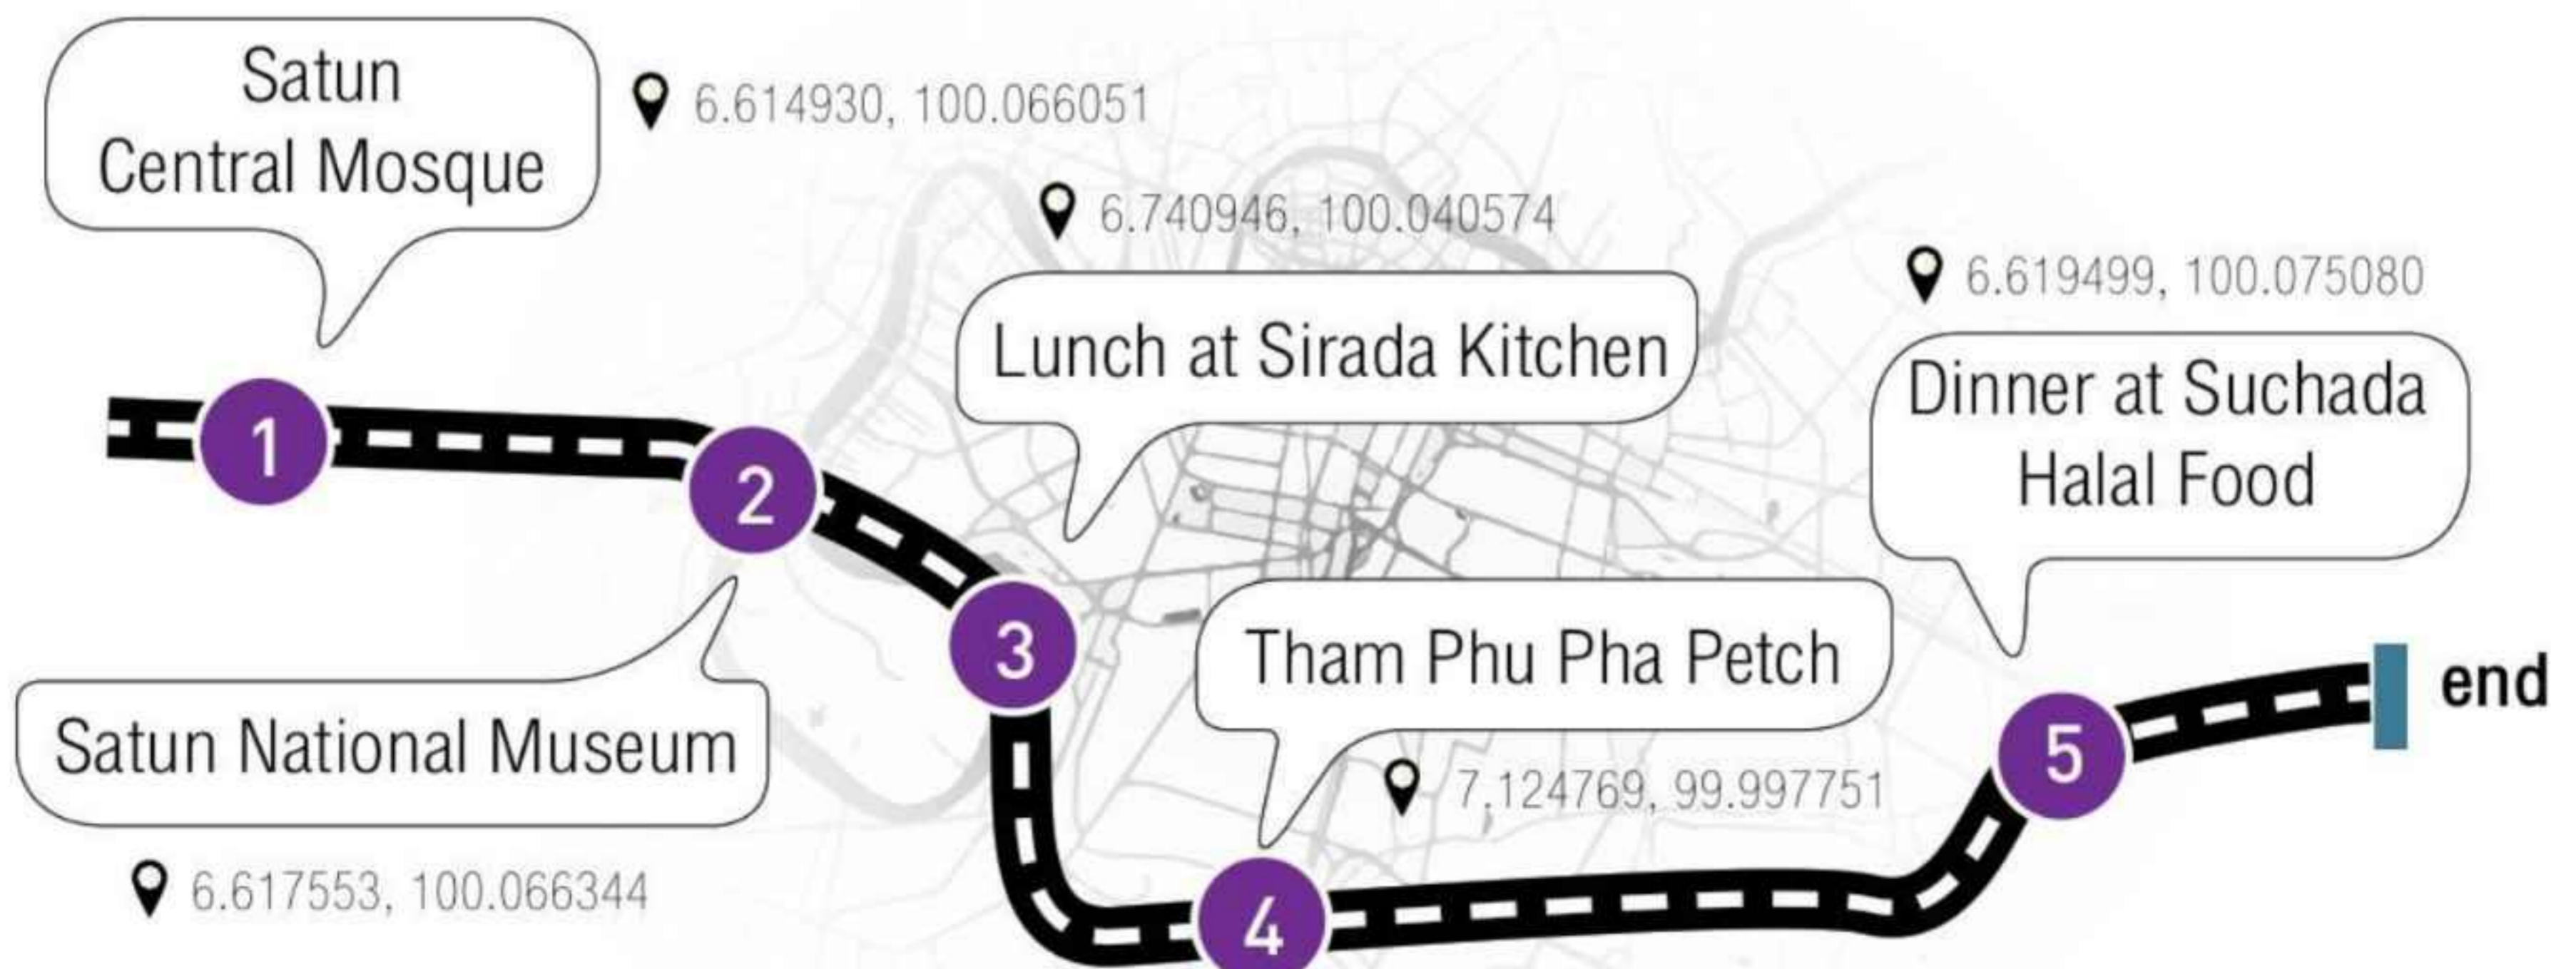 Satun
Central Mosque
6.614930, 100.066051
1
2
Satun National Museum
6.617553, 100.066344
6.740946, 100.040574
Lunch at Sirada Kitchen
3
Tham Phu Pha Petch
7,124769, 99.997751
4
6.619499, 100.075080
Dinner at Suchada
Halal Food
5
end